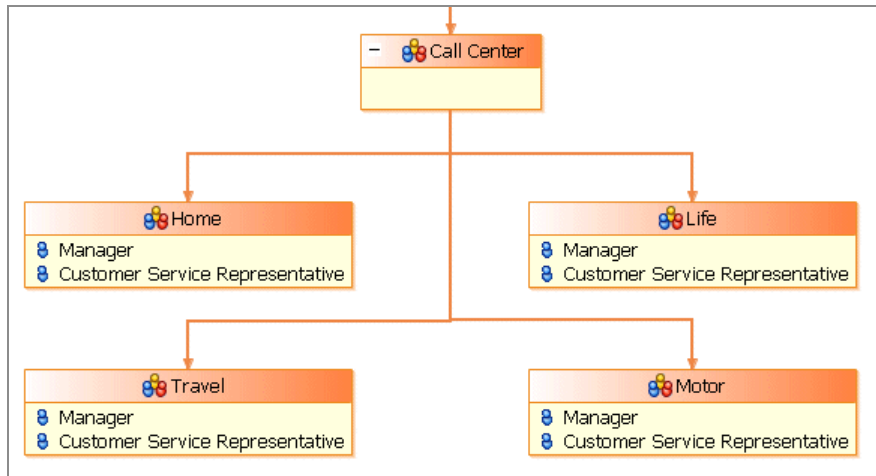 Call Center
Home
Manager
Customer Service Representative
Life
Manager
Customer Service Representative
Travel
Manager
Customer Service Representative
Motor
Manager
Customer Service Representative